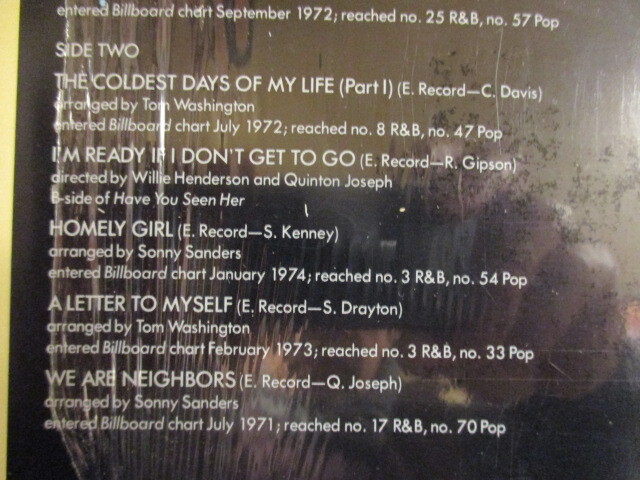 entered Billboard chart September 1972; reached no. 25 R&B, no. 57 Pop
SIDE TWO
THE COLDEST DAYS OF MY LIFE (Part I) (E. Record—C. Davis)
arranged by Tom Washington
entered Billboard chart July 1972; reached no. 8 R&B, no. 47 Pop
I'M READY IF I DON'T GET TO GO (E. Record—R. Gipson)
directed by Willie Henderson and Quinton Joseph
B-side of Have You Seen Her
HOMELY GIRL (E. Record—S. Kenney)
arranged by Sonny Sanders
entered Billboard chart January 1974; reached no. 3 R&B, no. 54 Pop
A LETTER TO MYSELF (E. Record—S. Drayton)
arranged by Tom Washington
entered Billboard chart February 1973; reached no. 3 R&B, no. 33 Pop
WE ARE NEIGHBORS (E. Record—Q. Joseph)
arranged by Sonny Sanders
entered Billboard chart July 1971; reached no. 17 R&B, no. 70 Pop